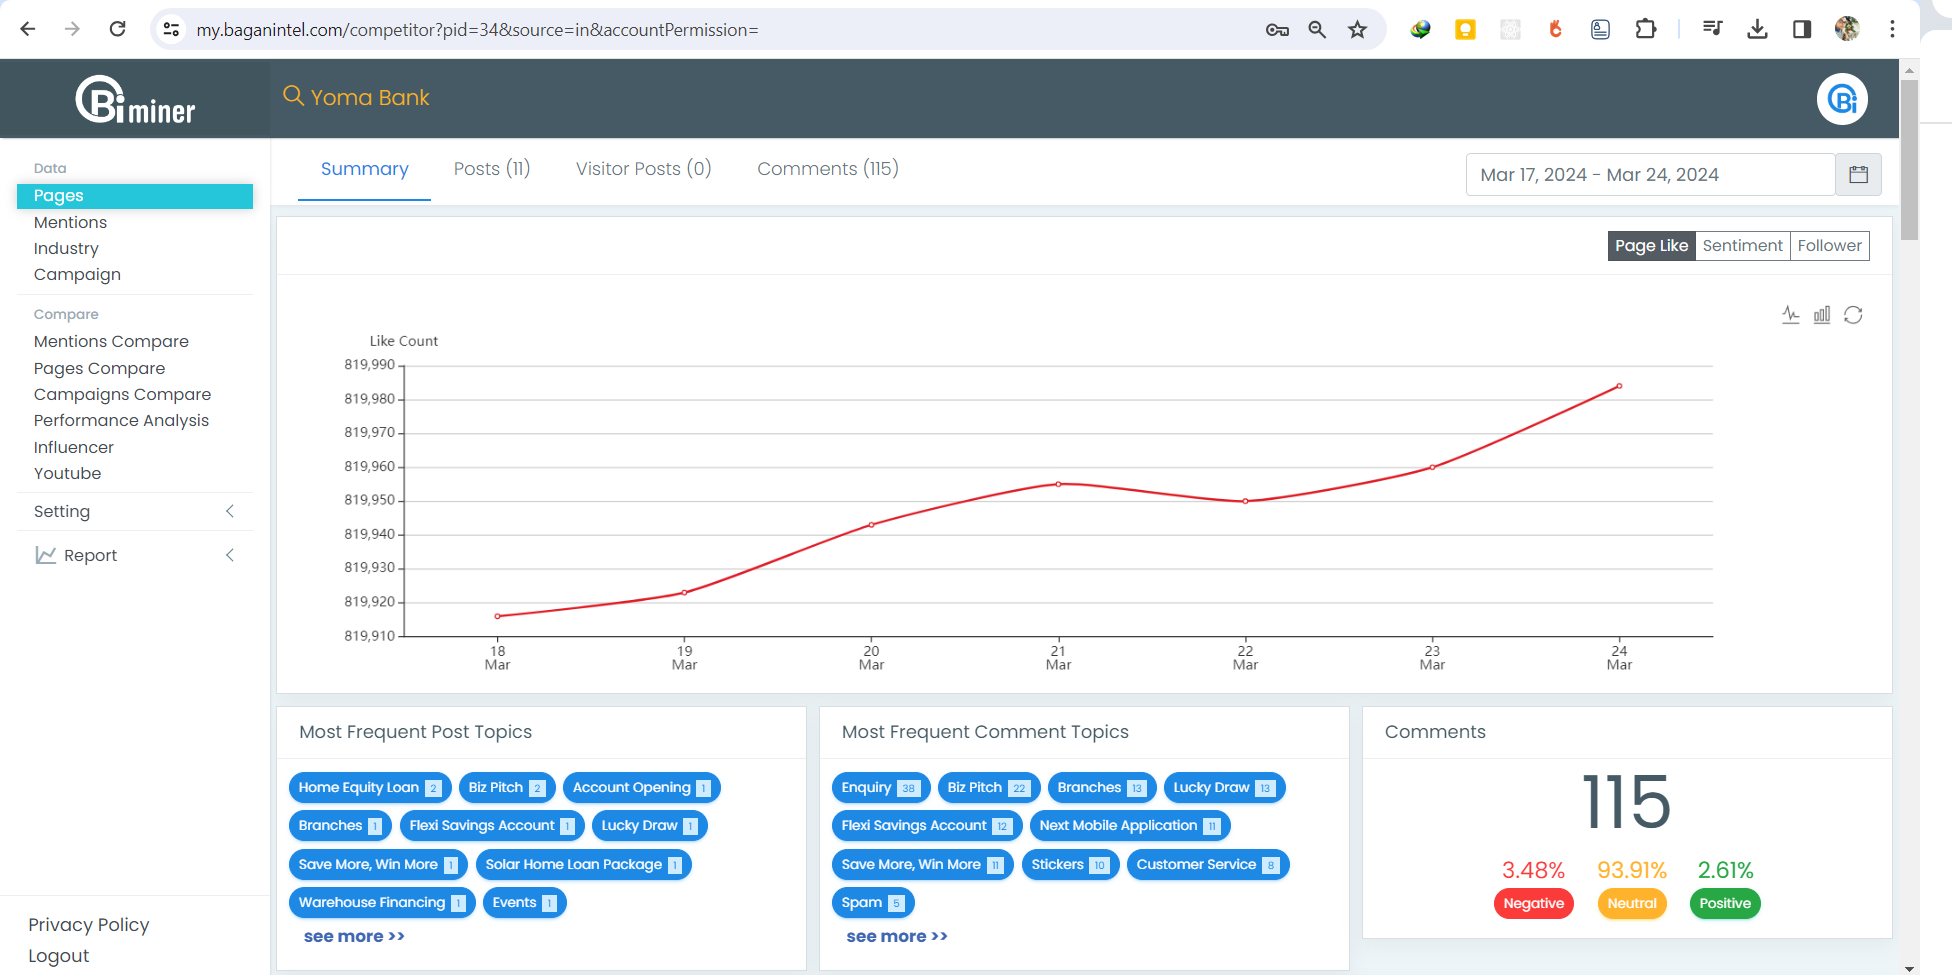 my.baganintel.com/competitor?pid=34&source=in&accountPermission=
Bi miner
Yoma Bank
Bi
Data
Pages
Mentions
Industry
Campaign
Compare
Mentions Compare
Pages Compare
Campaigns Compare
Performance Analysis
Influencer
Youtube
Setting
Report
Privacy Policy
Logout
Summary Posts (11) Visitor Posts (0) Comments (115)
Mar 17, 2024 - Mar 24, 2024
Page Like Sentiment Follower
Like Count
819,990
819,980
819,970
819,960
819,950
819,940
819,930
819,920
819,910
18 19 20 21 22 23 24
Mar Mar Mar Mar Mar Mar Mar
Most Frequent Post Topics
Home Equity Loan 2 Biz Pitch 2 Account Opening 1
Branches 1 Flexi Savings Account 1 Lucky Draw 1
Save More, Win More 1 Solar Home Loan Package 1
Warehouse Financing 1 Events 1
see more >>
Most Frequent Comment Topics
Enquiry 38 Biz Pitch 22 Branches 13 Lucky Draw 13
Flexi Savings Account 12 Next Mobile Application 11
Save More, Win More 11 Stickers 10 Customer Service 8
Spam 5
see more >>
Comments
115
3.48% 93.91% 2.61%
Negative Neutral Positive